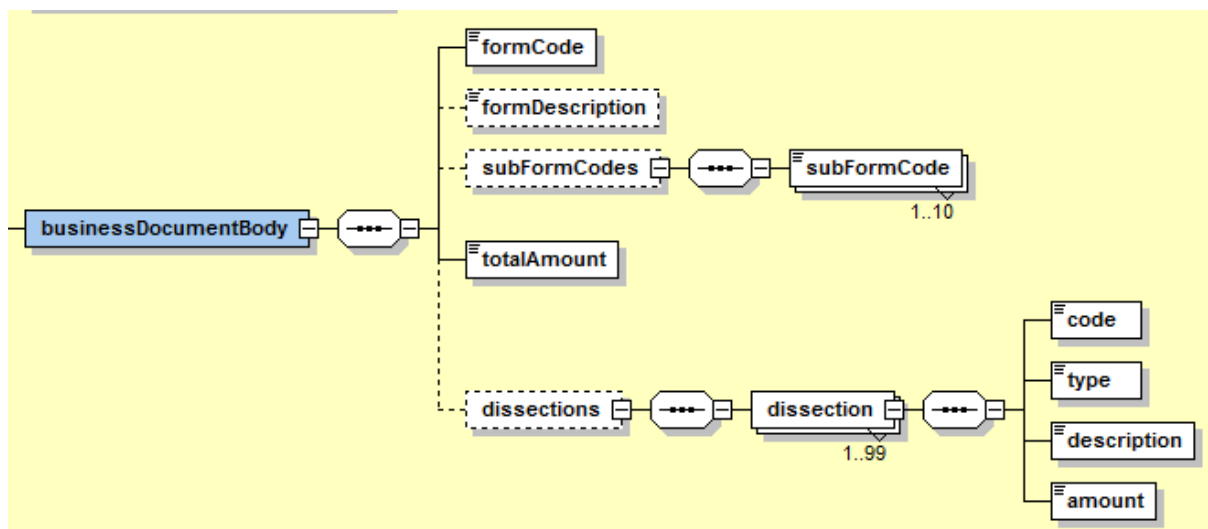 formCode
formDescription
subFormCodes
subFormCode
1..10
businessDocumentBody
totalAmount
code
type
dissections
dissection
1..99
description
amount